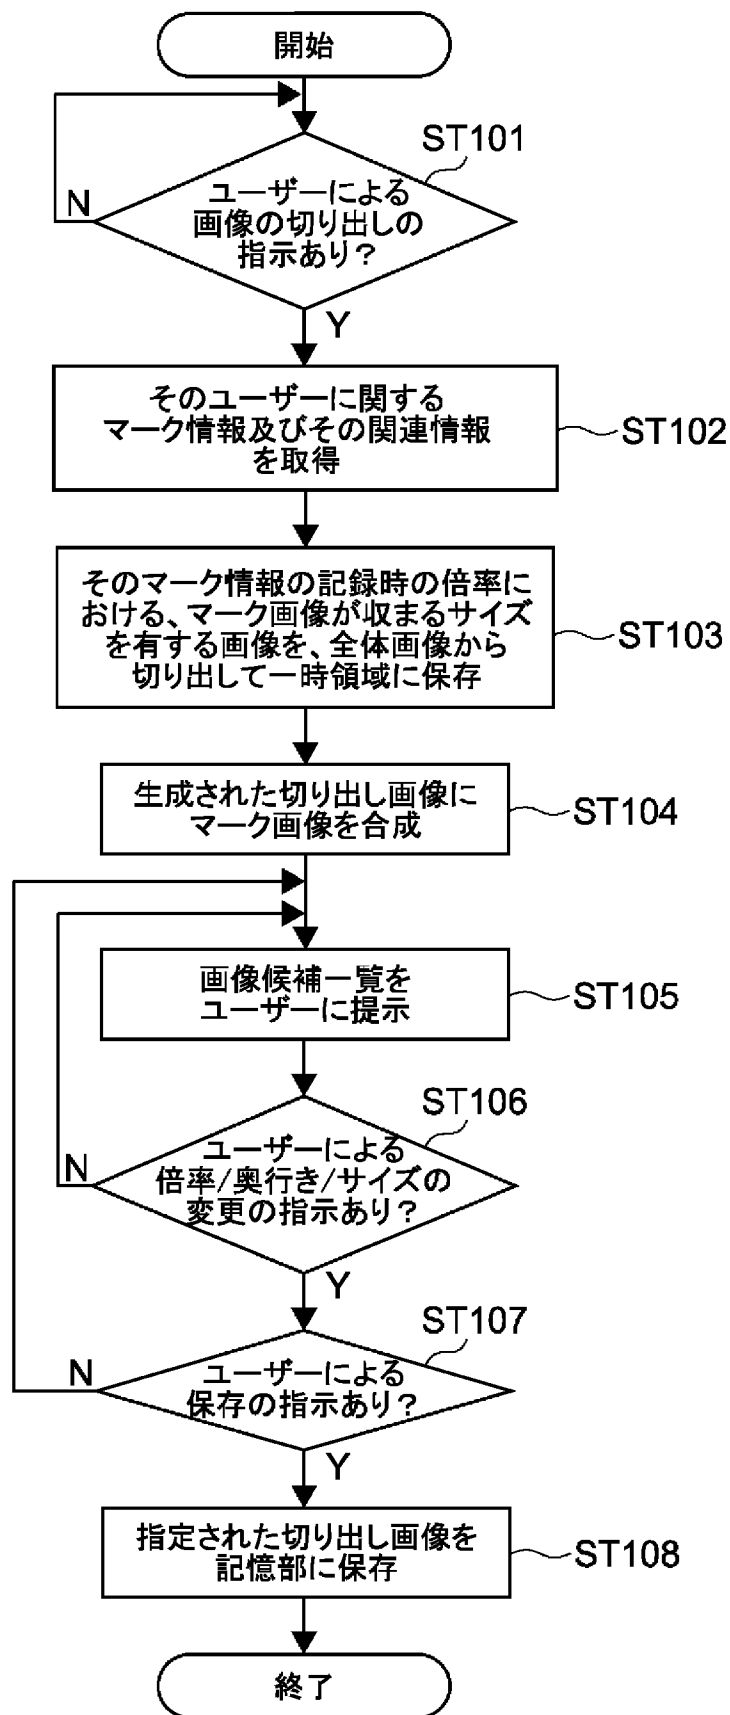 開始
ST101
ユーザーによる
画像の切り出しの
指示あり？
N
Y
そのユーザーに関する
マーク情報及びその関連情報
を取得
ST102
そのマーク情報の記録時の倍率に
おける、マーク画像が収まるサイズ
を有する画像を、全体画像から
切り出して一時領域に保存
ST103
生成された切り出し画像に
マーク画像を合成
ST104
画像候補一覧を
ユーザーに提示
ST105
ST106
ユーザーによる
倍率/奥行き/サイズの
変更の指示あり？
N
Y
ST107
ユーザーによる
保存の指示あり？
N
Y
指定された切り出し画像を
記憶部に保存
ST108
終了